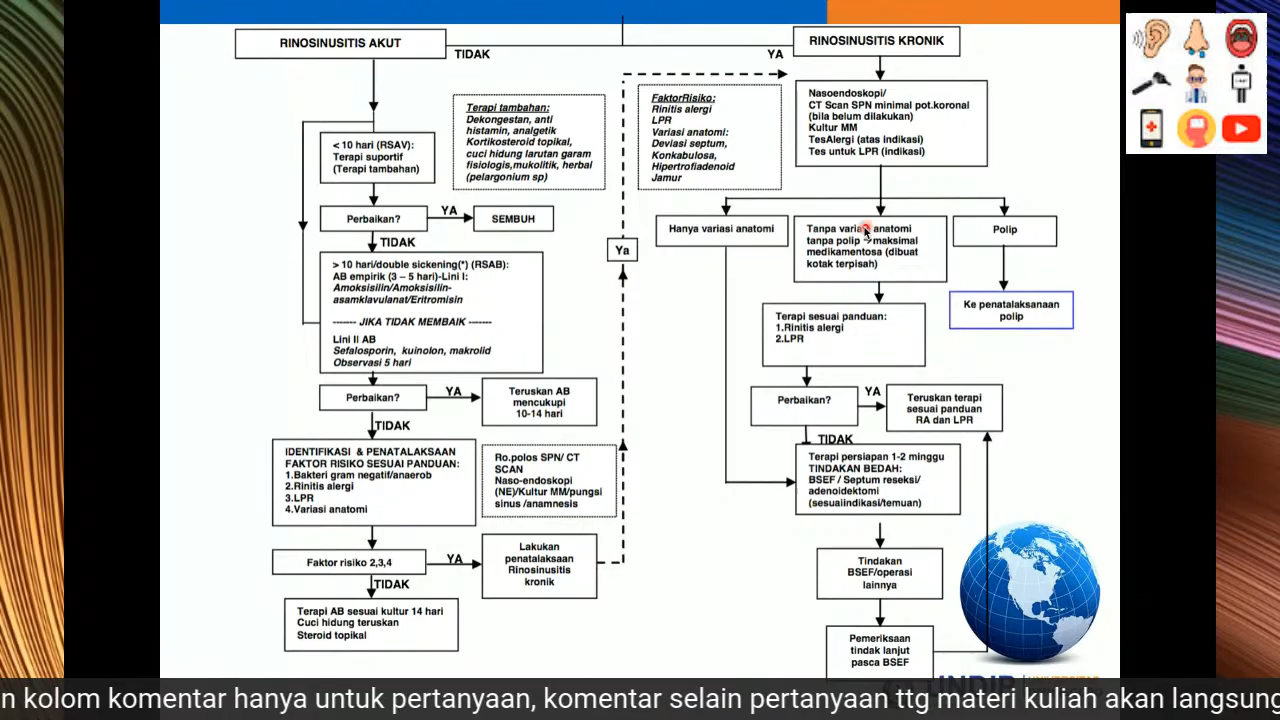 RINOSINUSITIS AKUT
TIDAK
YA
RINOSINUSITIS KRONIK
< 10 hari (RSAV):
Terapi suportif
(Terapi tambahan)
Terapi tambahan:
Dekongestan, anti
histamin, analgetik
Kortikosteroid topikal,
cuci hidung larutan garam
fisiologis,mukolitik, herbal
(pelargonium sp)
Perbaikan?
YA
SEMBUH
TIDAK
> 10 hari/double sickening(*) (RSAB):
AB empirik (3 – 5 hari)-Lini I:
Amoksisilin/Amoksisilin-
asamklavulanat/Eritromisin
------- JIKA TIDAK MEMBAIK -------
Lini II AB
Sefalosporin, kuinolon, makrolid
Observasi 5 hari
Perbaikan?
YA
Teruskan AB
mencukupi
10-14 hari
TIDAK
IDENTIFIKASI & PENATALAKSAAN
FAKTOR RISIKO SESUAI PANDUAN:
1.Bakteri gram negatif/anaerob
2.Rinitis alergi
3.LPR
4.Variasi anatomi
Ro.polos SPN/ CT
SCAN
Naso-endoskopi
(NE)/Kultur MM/pungsi
sinus /anamnesis
Faktor risiko 2,3,4
YA
Lakukan
penatalaksaan
Rinosinusitis
kronik
TIDAK
Terapi AB sesuai kultur 14 hari
Cuci hidung teruskan
Steroid topikal
Ya
FaktorRisiko:
Rinitis alergi
LPR
Variasi anatomi:
Deviasi septum,
Konkabulosa,
Hipertrofiadenoid
Jamur
Nasoendoskopi/
CT Scan SPN minimal pot.koronal
(bila belum dilakukan)
Kultur MM
TesAlergi (atas indikasi)
Tes untuk LPR (indikasi)
Hanya variasi anatomi
Tanpa variasi anatomi
tanpa polip → maksimal
medikamentosa (dibuat
kotak terpisah)
Polip
Ke penatalaksanaan
polip
Terapi sesuai panduan:
1.Rinitis alergi
2.LPR
Perbaikan?
YA
Teruskan terapi
sesuai panduan
RA dan LPR
TIDAK
Terapi persiapan 1-2 minggu
TINDAKAN BEDAH:
BSEF / Septum reseksi/
adenoidektomi
(sesuaiindikasi/temuan)
Tindakan
BSEF/operasi
lainnya
Pemeriksaan
tindak lanjut
pasca BSEF
n kolom komentar hanya untuk pertanyaan, komentar selain pertanyaan ttg materi kuliah akan langsung